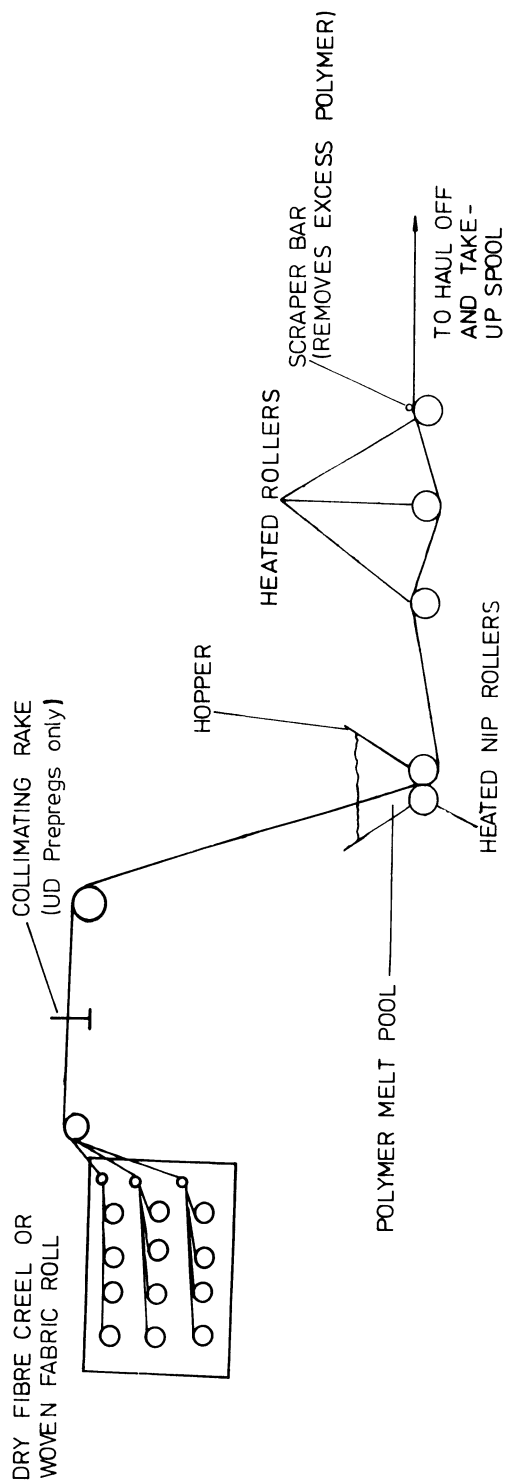 DRY FIBRE CREEL OR
WOVEN FABRIC ROLL
COLLIMATING RAKE
(UD Prepregs only)
HOPPER
POLYMER MELT POOL
HEATED NIP ROLLERS
HEATED ROLLERS
SCRAPER BAR
(REMOVES EXCESS POLYMER)
TO HAUL OFF
AND TAKE-
UP SPOOL